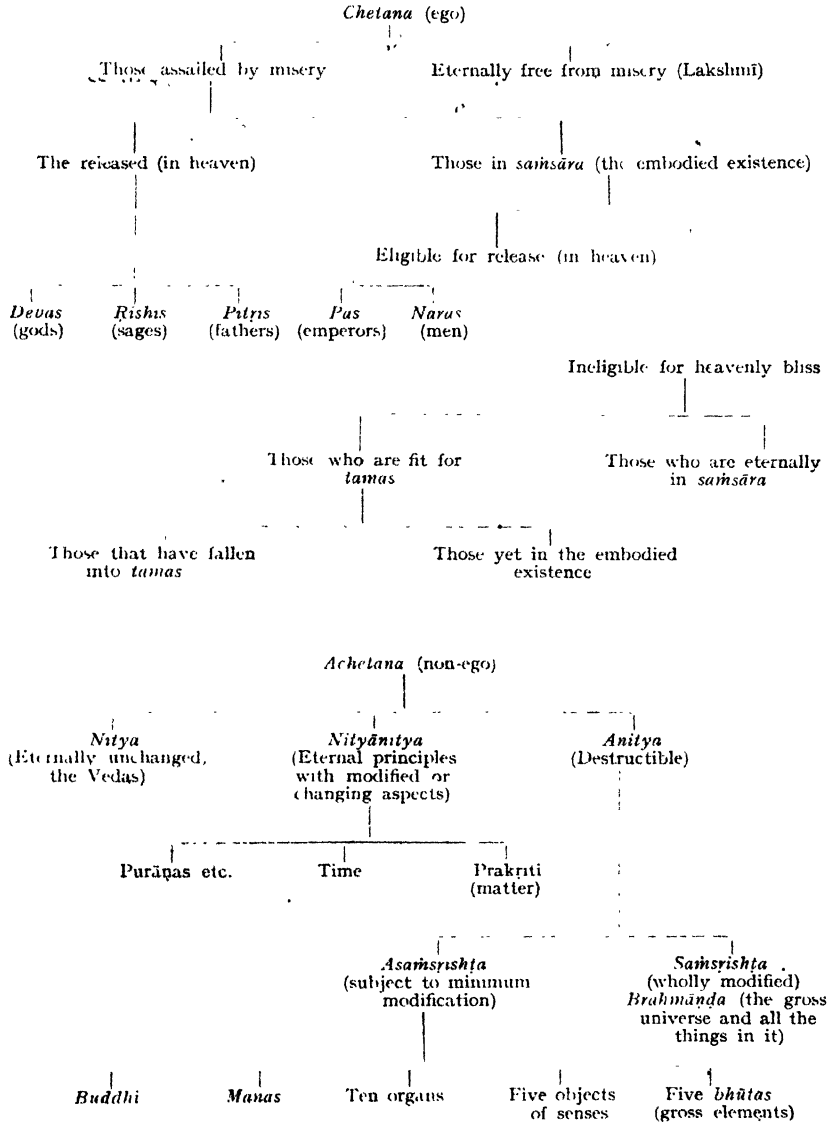 Chetana (ego)
Those assailed by misery Eternally free from misery (Lakshmī)
The released (in heaven) Those in saṁsāra (the embodied existence)
Eligible for release (in heaven)
Devas Ṛishis Pitṛis Pas Naras
(gods) (sages) (fathers) (emperors) (men)
Ineligible for heavenly bliss
Those who are fit for Those who are eternally
tamas in saṁsāra
Those that have fallen Those yet in the embodied
into tamas existence
Achetana (non-ego)
Nitya Nityānitya Anitya
(Eternally unchanged, (Eternal principles (Destructible)
the Vedas) with modified or
changing aspects)
Purāṇas etc. Time Prakṛiti
(matter)
Asaṁsṛishṭa Saṁsṛishṭa
(subject to minimum (wholly modified)
modification) Brahmāṇḍa (the gross
universe and all the
things in it)
Buddhi Manas Ten organs Five objects Five bhūtas
of senses (gross elements)